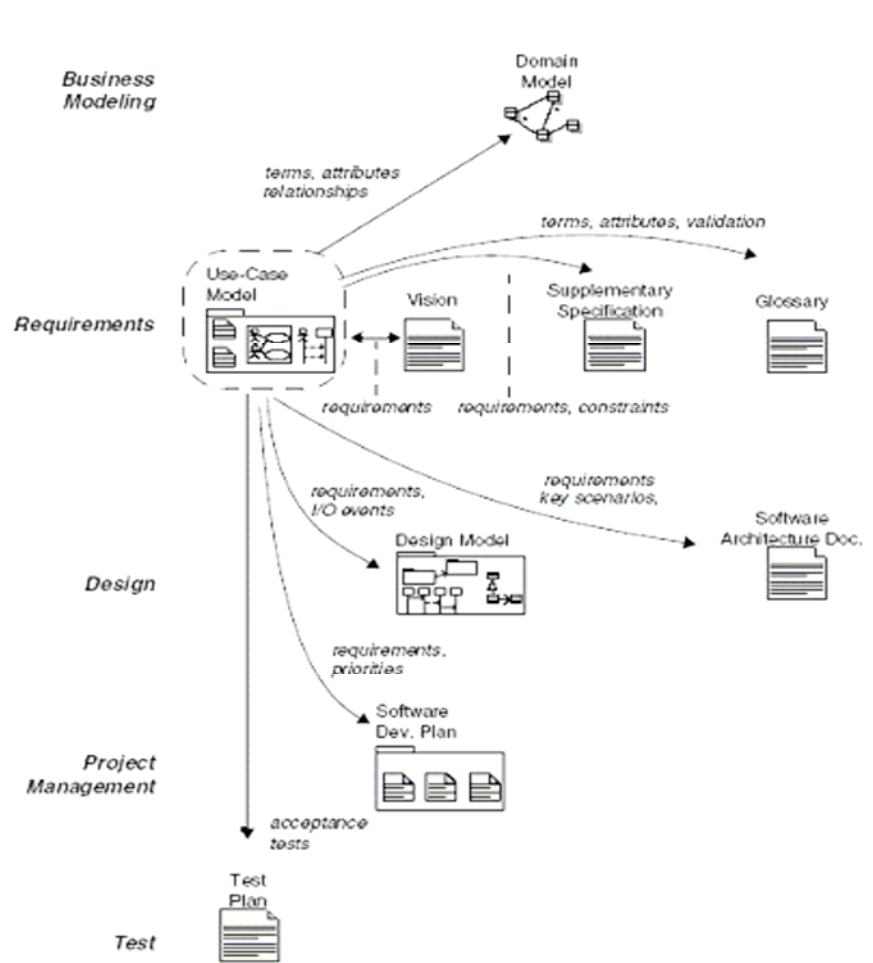 Domain
Model
Business
Modeling
terms, attributes
relationships
terms, attributes, validation
Use-Case
Model
Vision
Supplementary
Specification
Glossary
Requirements
requirements
requirements, constraints
requirements,
I/O events
requirements
key scenarios,
Design Model
Software
Architecture Doc.
Design
requirements,
priorities
Software
Dev. Plan
Project
Management
acceptance
tests
Test
Plan
Test